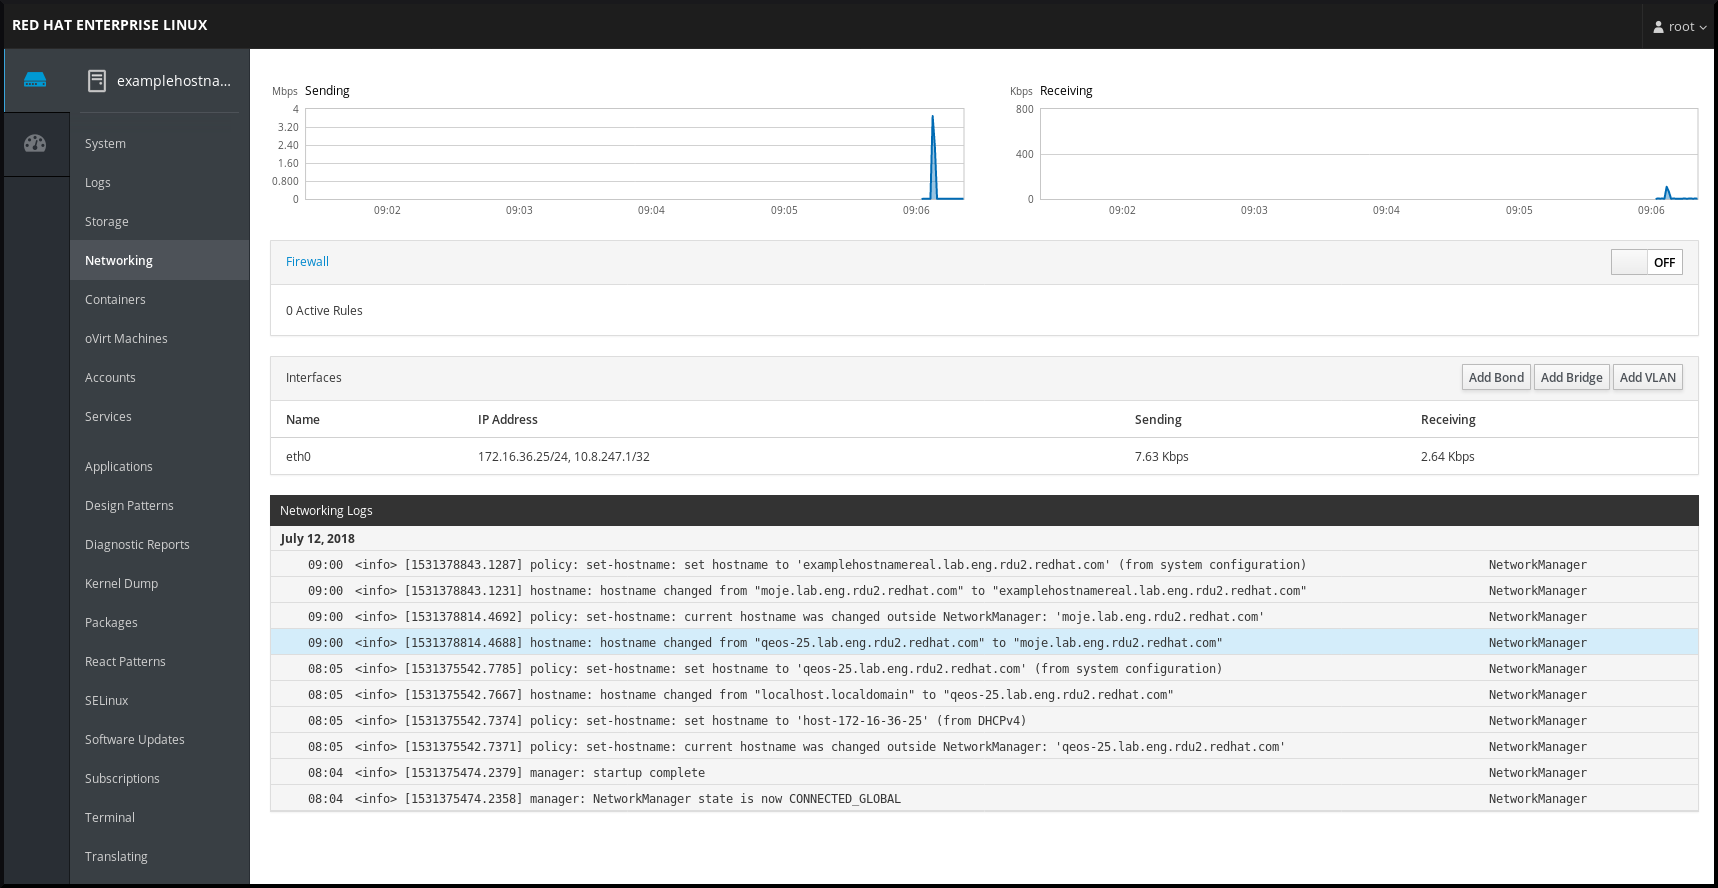 RED HAT ENTERPRISE LINUX
root
examplehostna...
System
Logs
Storage
Networking
Containers
oVirt Machines
Accounts
Services
Applications
Design Patterns
Diagnostic Reports
Kernel Dump
Packages
React Patterns
SELinux
Software Updates
Subscriptions
Terminal
Translating
Mbps Sending
4
3.20
2.40
1.60
0.800
0
09:02 09:03 09:04 09:05 09:06
Kbps Receiving
800
400
0
09:02 09:03 09:04 09:05 09:06
Firewall OFF
0 Active Rules
Interfaces Add Bond Add Bridge Add VLAN
Name IP Address Sending Receiving
eth0 172.16.36.25/24, 10.8.247.1/32 7.63 Kbps 2.64 Kbps
Networking Logs
July 12, 2018
09:00 <info> [1531378843.1287] policy: set-hostname: set hostname to 'examplehostnamereal.lab.eng.rdu2.redhat.com' (from system configuration) NetworkManager
09:00 <info> [1531378843.1231] hostname: hostname changed from "moje.lab.eng.rdu2.redhat.com" to "examplehostnamereal.lab.eng.rdu2.redhat.com" NetworkManager
09:00 <info> [1531378814.4692] policy: set-hostname: current hostname was changed outside NetworkManager: 'moje.lab.eng.rdu2.redhat.com' NetworkManager
09:00 <info> [1531378814.4688] hostname: hostname changed from "qeos-25.lab.eng.rdu2.redhat.com" to "moje.lab.eng.rdu2.redhat.com" NetworkManager
08:05 <info> [1531375542.7785] policy: set-hostname: set hostname to 'qeos-25.lab.eng.rdu2.redhat.com' (from system configuration) NetworkManager
08:05 <info> [1531375542.7667] hostname: hostname changed from "localhost.localdomain" to "qeos-25.lab.eng.rdu2.redhat.com" NetworkManager
08:05 <info> [1531375542.7374] policy: set-hostname: set hostname to 'host-172-16-36-25' (from DHCPv4) NetworkManager
08:05 <info> [1531375542.7371] policy: set-hostname: current hostname was changed outside NetworkManager: 'qeos-25.lab.eng.rdu2.redhat.com' NetworkManager
08:04 <info> [1531375474.2379] manager: startup complete NetworkManager
08:04 <info> [1531375474.2358] manager: NetworkManager state is now CONNECTED_GLOBAL NetworkManager